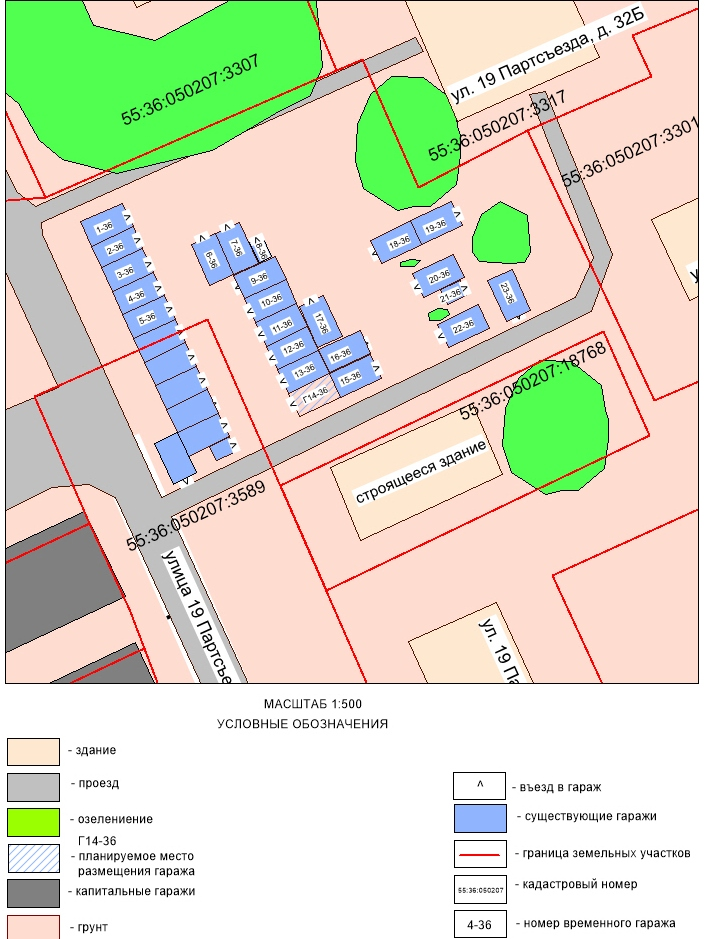 ул. 19 Партсъезда, д. 32Б
55:36:050207:3307
55:36:050207:3317
55:36:050207:3301
1-36
2-36
3-36
4-36
5-36
6-36
7-36
8-36
9-36
10-36
11-36
12-36
13-36
Г14-36
15-36
16-36
17-36
18-36
19-36
20-36
21-36
22-36
23-36
55:36:050207:18768
строящееся здание
55:36:050207:3589
улица 19 Партсъе
ул. 19 Па
МАСШТАБ 1:500
УСЛОВНЫЕ ОБОЗНАЧЕНИЯ
- здание
- проезд
- озелениение
Г14-36
- планируемое место
размещения гаража
- капитальные гаражи
- грунт
- въезд в гараж
- существующие гаражи
- граница земельных участков
55:36:050207
- кадастровый номер
4-36
- номер временного гаража